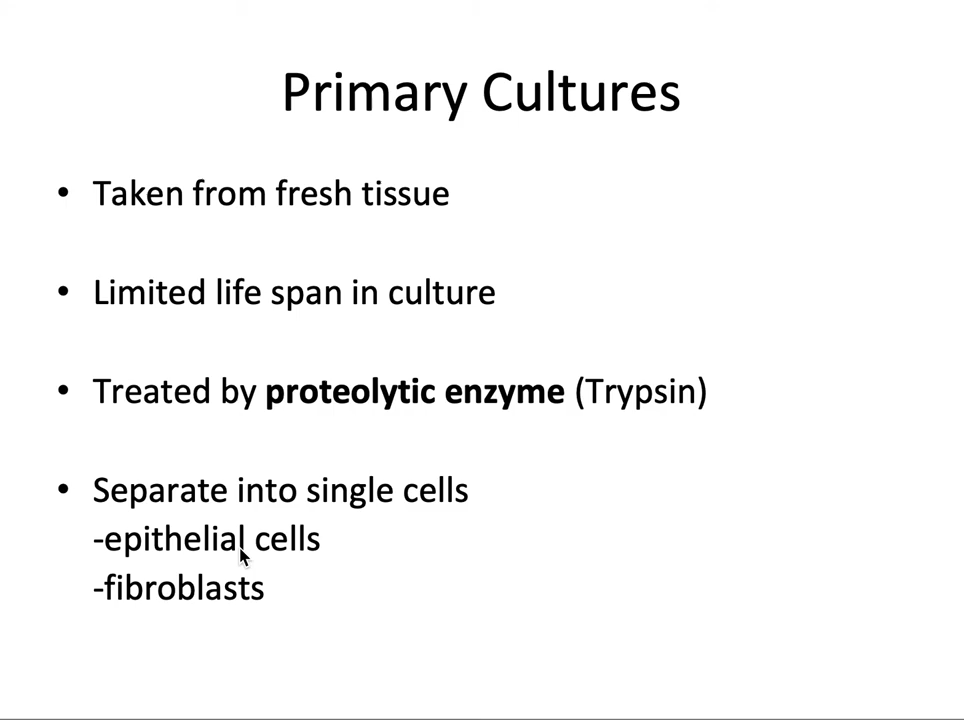 Primary Cultures
• Taken from fresh tissue
• Limited life span in culture
• Treated by proteolytic enzyme (Trypsin)
• Separate into single cells
-epithelial cells
-fibroblasts